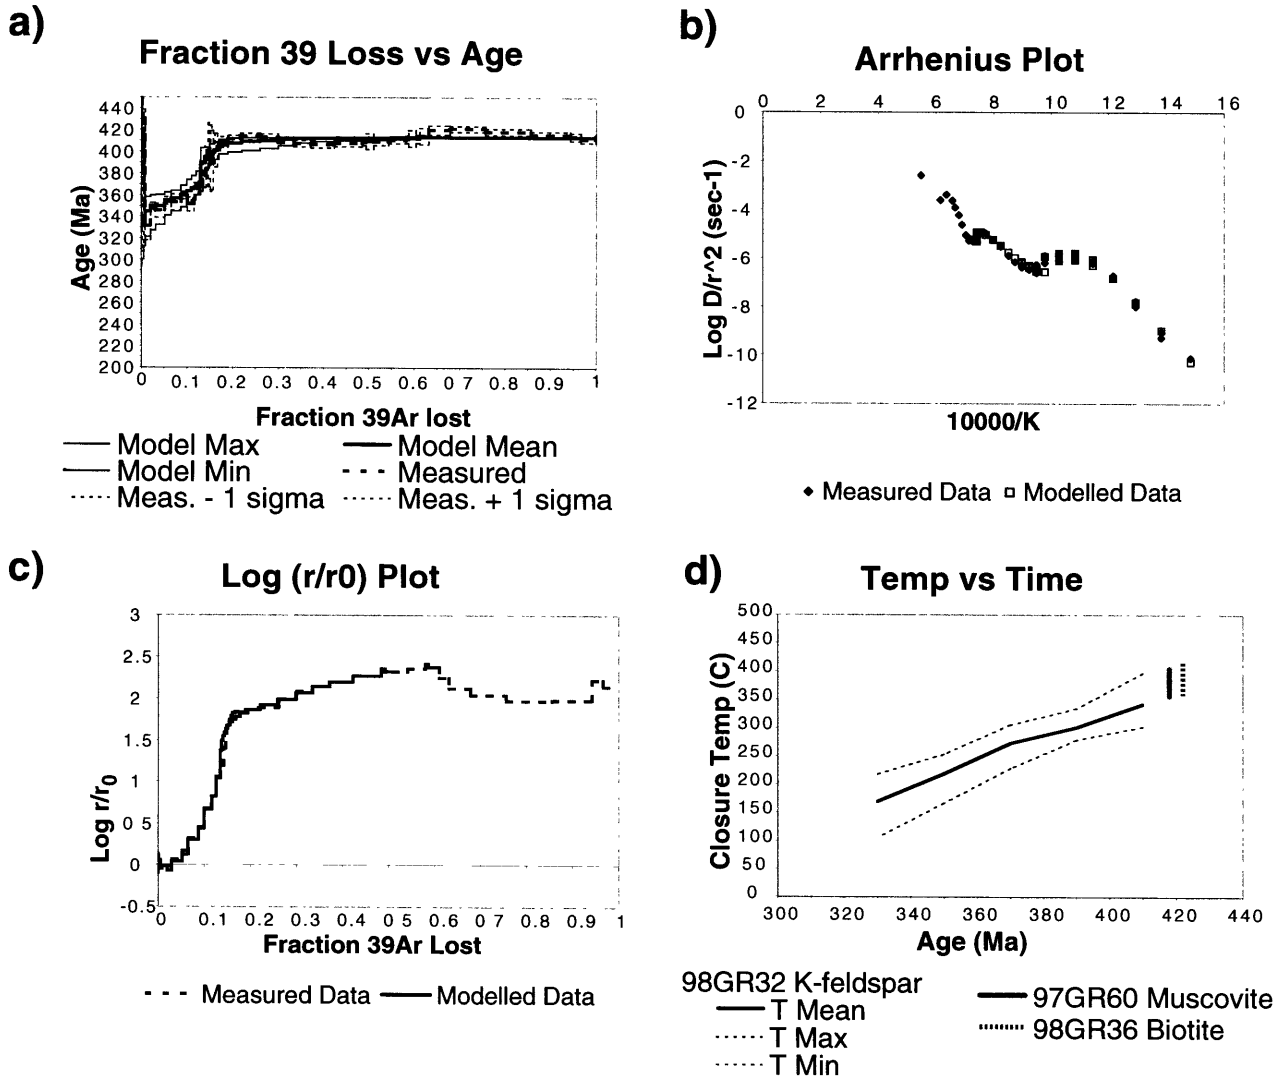 a)
Fraction 39 Loss vs Age
440
420
400
380
360
340
320
300
280
260
240
220
200
Age (Ma)
0 0.1 0.2 0.3 0.4 0.5 0.6 0.7 0.8 0.9 1
Fraction 39Ar lost
Model Max Model Mean
Model Min Measured
Meas. - 1 sigma Meas. + 1 sigma
b)
Arrhenius Plot
0 2 4 6 8 10 12 14 16
0
-2
-4
-6
-8
-10
-12
Log D/r^2 (sec-1)
10000/K
Measured Data Modelled Data
c)
Log (r/r0) Plot
3
2.5
2
1.5
1
0 5
0
-0.5
Log r/r0
0 0.1 0.2 0.3 0.4 0 5 0.6 0 7 0.8 0.9 1
Fraction 39Ar Lost
Measured Data Modelled Data
d)
Temp vs Time
500
450
400
350
300
250
200
150
100
50
0
Closure Temp (C)
300 320 340 360 380 400 420 440
Age (Ma)
98GR32 K-feldspar
T Mean
T Max
T Min
97GR60 Muscovite
98GR36 Biotite